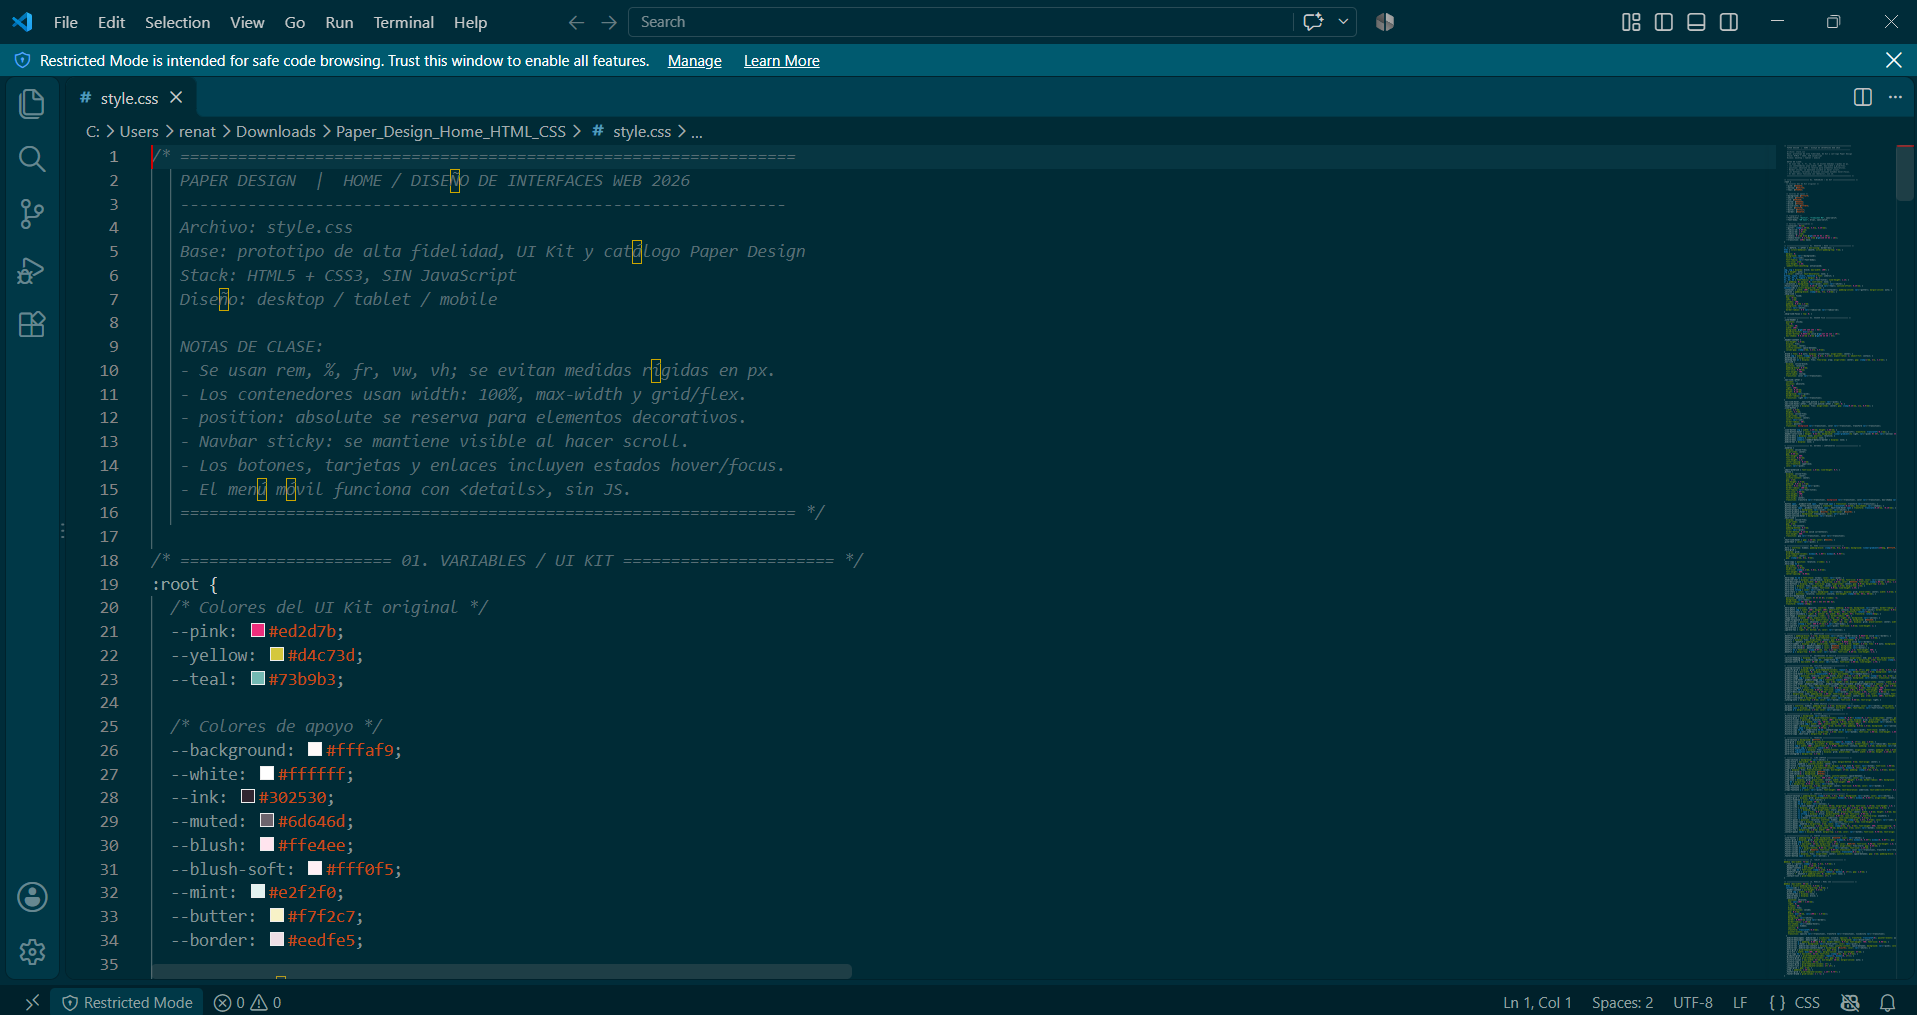 File Edit Selection View Go Run Terminal Help
Search
Restricted Mode is intended for safe code browsing. Trust this window to enable all features. Manage Learn More
# style.css
C: > Users > renat > Downloads > Paper_Design_Home_HTML_CSS > # style.css > ...
1 /* ================================================================
2 PAPER DESIGN | HOME / DISEÑO DE INTERFACES WEB 2026
3 ---------------------------------------------------------------
4 Archivo: style.css
5 Base: prototipo de alta fidelidad, UI Kit y catálogo Paper Design
6 Stack: HTML5 + CSS3, SIN JavaScript
7 Diseño: desktop / tablet / mobile
8
9 NOTAS DE CLASE:
10 - Se usan rem, %, fr, vw, vh; se evitan medidas rígidas en px.
11 - Los contenedores usan width: 100%, max-width y grid/flex.
12 - position: absolute se reserva para elementos decorativos.
13 - Navbar sticky: se mantiene visible al hacer scroll.
14 - Los botones, tarjetas y enlaces incluyen estados hover/focus.
15 - El menú móvil funciona con <details>, sin JS.
16 ================================================================ */
17
18 /* ====================== 01. VARIABLES / UI KIT ====================== */
19 :root {
20 /* Colores del UI Kit original */
21 --pink: #ed2d7b;
22 --yellow: #d4c73d;
23 --teal: #73b9b3;
24
25 /* Colores de apoyo */
26 --background: #fffaf9;
27 --white: #ffffff;
28 --ink: #302530;
29 --muted: #6d646d;
30 --blush: #ffe4ee;
31 --blush-soft: #fff0f5;
32 --mint: #e2f2f0;
33 --butter: #f7f2c7;
34 --border: #eedfe5;
35
Restricted Mode 0 0 Ln 1, Col 1 Spaces: 2 UTF-8 LF { } CSS